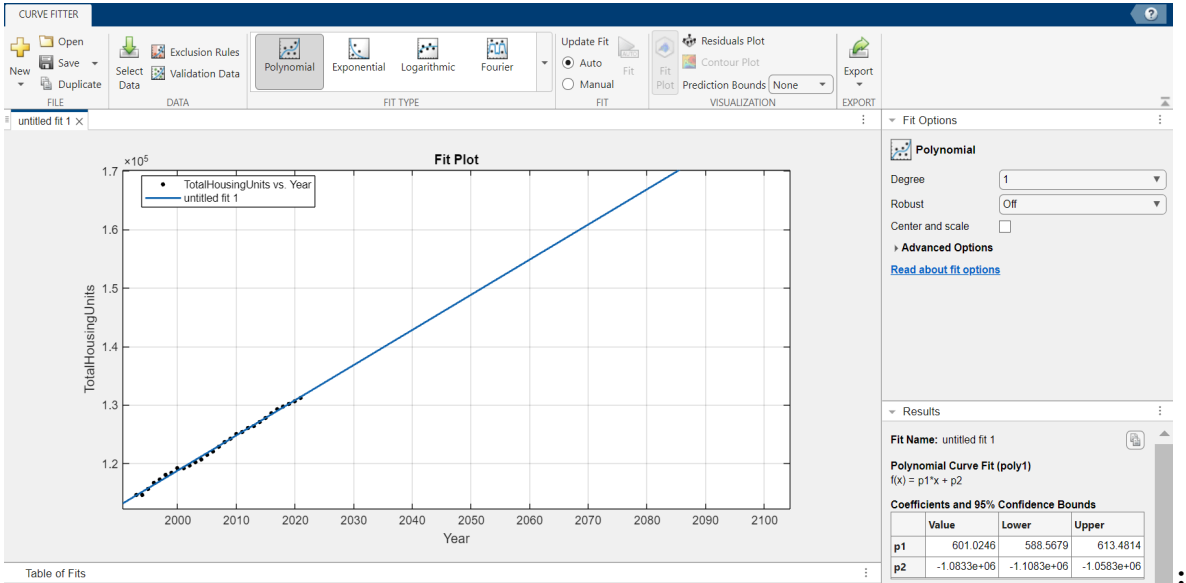 CURVE FITTER
?
New
Open
Save
Duplicate
FILE
Select Data
Exclusion Rules
Validation Data
DATA
Polynomial
Exponential
Logarithmic
Fourier
FIT TYPE
Update Fit
Auto
Manual
Fit
FIT
Fit Plot
Residuals Plot
Contour Plot
Prediction Bounds None
VISUALIZATION
Export
EXPORT
untitled fit 1 ×
Fit Plot
×10⁵
TotalHousingUnits vs. Year
untitled fit 1
1.7
1.6
1.5
1.4
1.3
1.2
TotalHousingUnits
2000 2010 2020 2030 2040 2050 2060 2070 2080 2090 2100
Year
Table of Fits
Fit Options
Polynomial
Degree 1
Robust Off
Center and scale
Advanced Options
Read about fit options
Results
Fit Name: untitled fit 1
Polynomial Curve Fit (poly1)
f(x) = p1*x + p2
Coefficients and 95% Confidence Bounds
Value Lower Upper
p1 601.0246 588.5679 613.4814
p2 -1.0833e+06 -1.1083e+06 -1.0583e+06
: